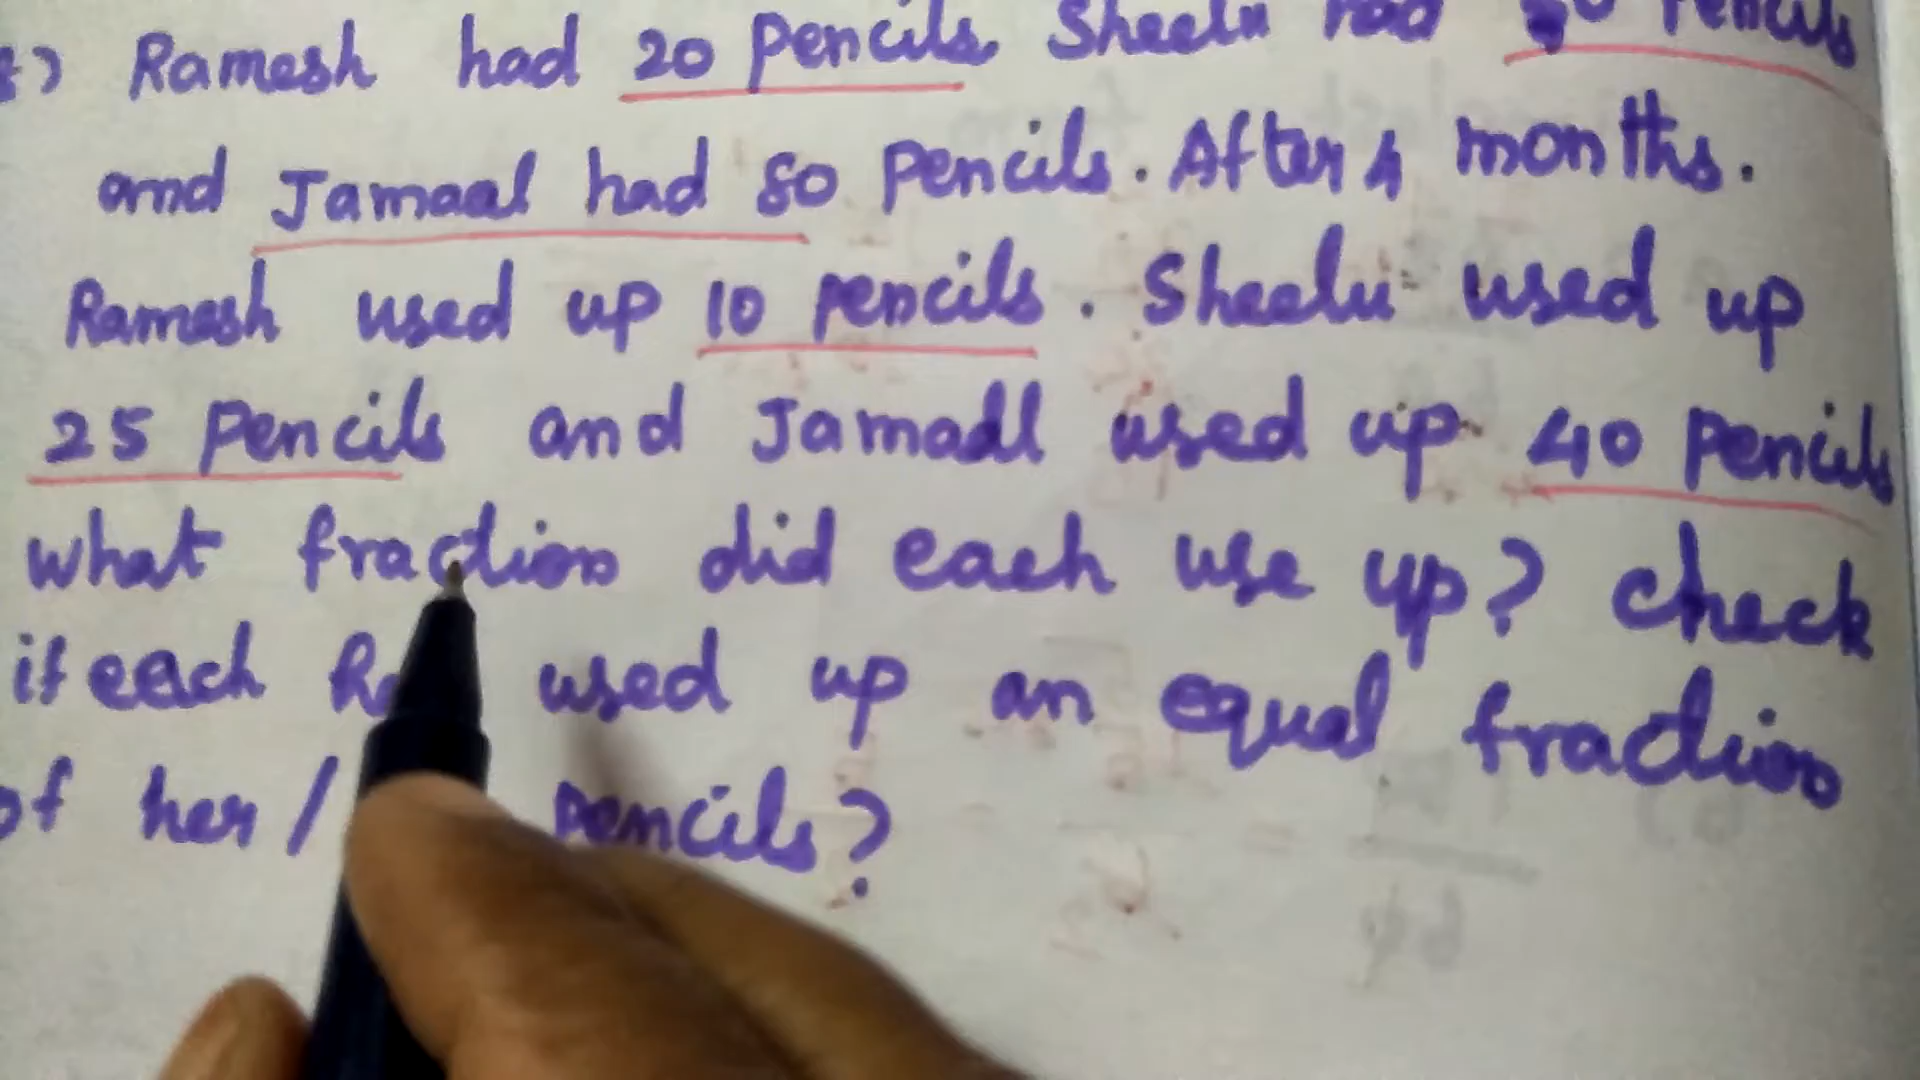 Ramesh had 20 Pencils Sheelu had Pencils
and Jamaal had 80 Pencils. After 4 months.
Ramesh used up 10 Pencils. Sheelu used up
25 Pencils and Jamaal used up 40 Pencils
what fraction did each use up? check
if each used up an equal fraction
of her / Pencils?